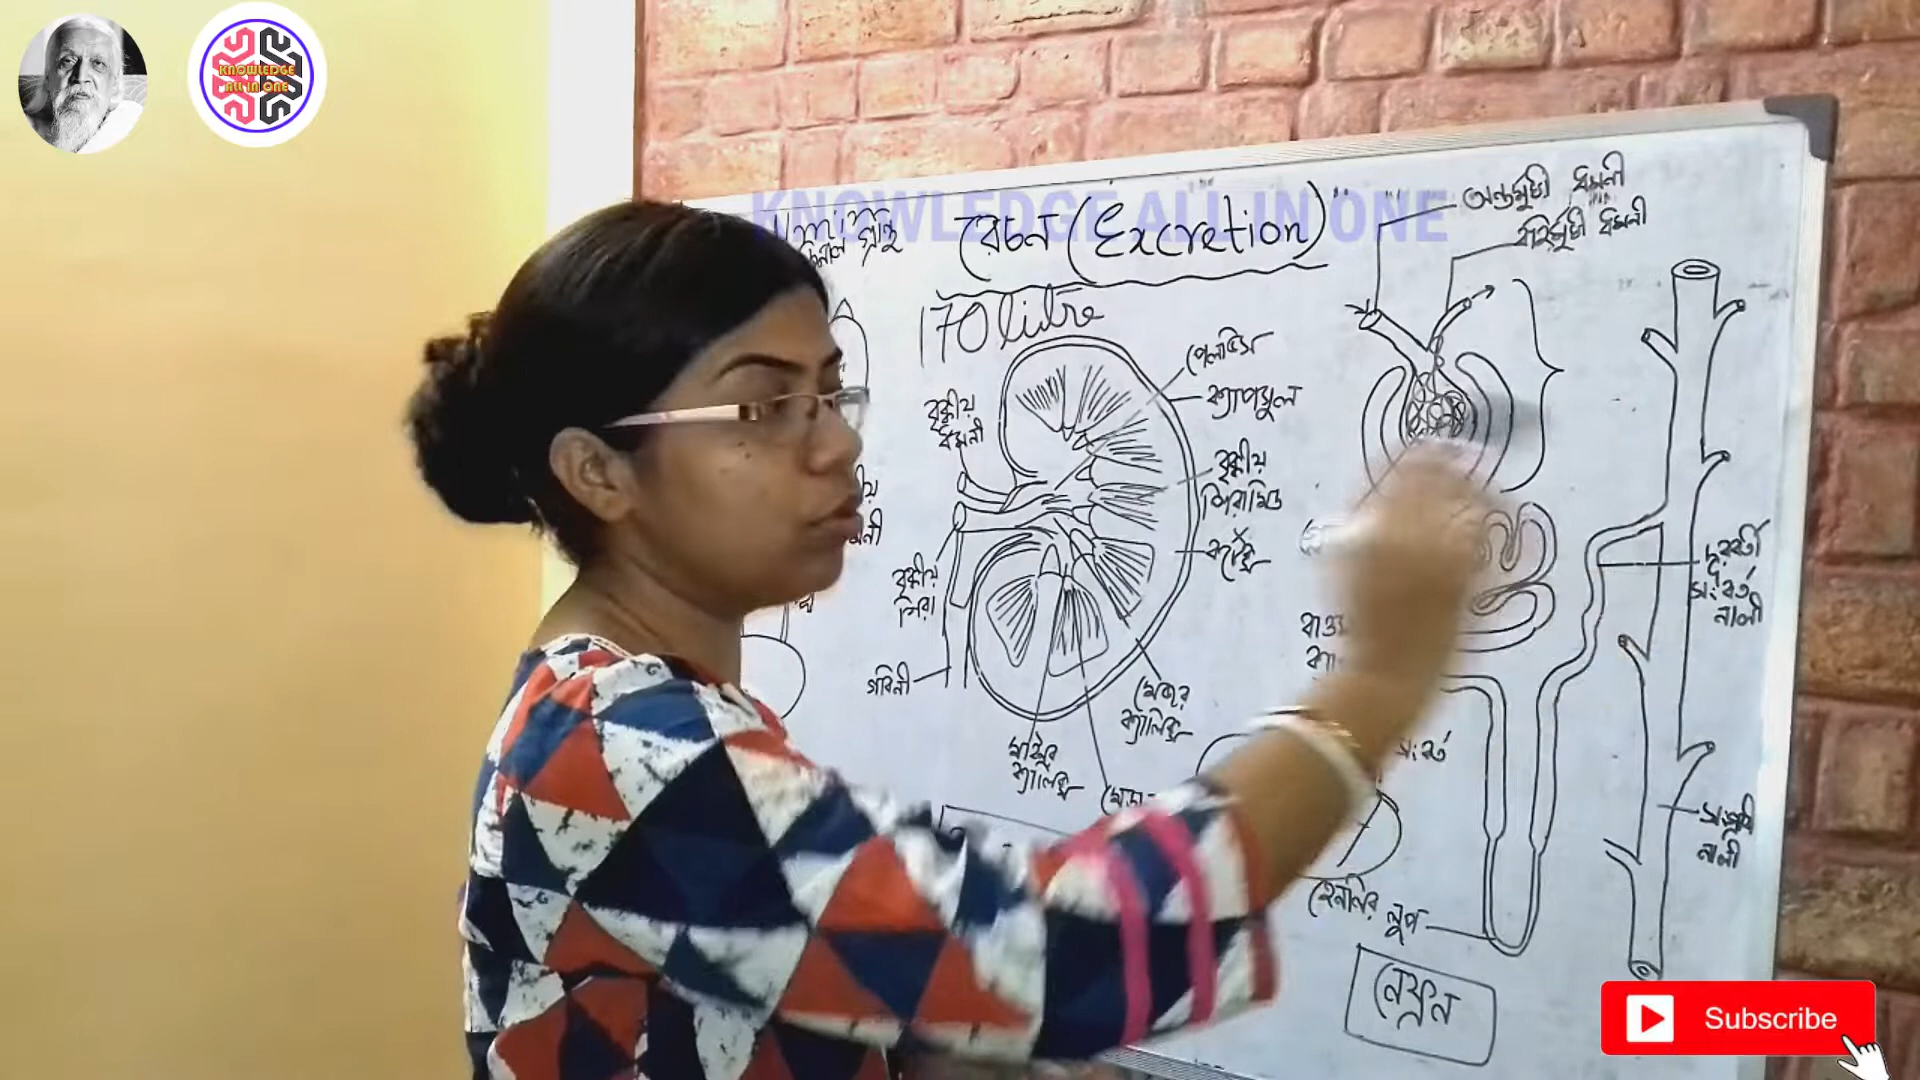 KNOWLEDGE
ALL IN ONE
KNOWLEDGE ALL IN ONE
রেচন (Excretion)
170 litre
অন্তর্মুখী ধমনী
বহির্মুখী ধমনী
পেলভিস
ক্যাপসুল
বৃক্কীয়
ধমনী
বৃক্কীয়
পিরামিড
কর্টেক্স
বৃক্কীয়
শিরা
গবিনী
মেজর
ক্যালিক্স
মাইনর
ক্যালিক্স
দূরবর্তী
সংবর্ত
নালী
সংবর্ত
হেনলির লুপ
নালী
নেফ্রন
Subscribe